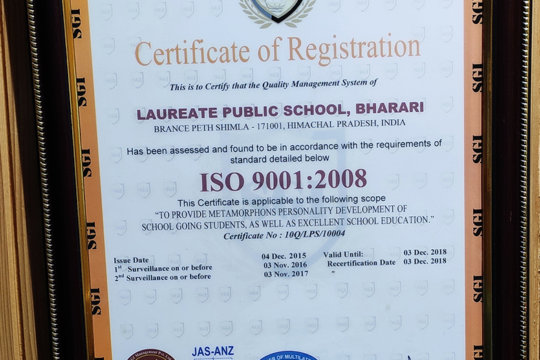 Certificate of Registration
This is to Certify that the Quality Management System of
LAUREATE PUBLIC SCHOOL, BHARARI
BRANCE PETH SHIMLA - 171001, HIMACHAL PRADESH, INDIA
Has been assessed and found to be in accordance with the requirements of
standard detailed below
ISO 9001:2008
This Certificate is applicable to the following scope
"TO PROVIDE METAMORPHONS PERSONALITY DEVELOPMENT OF
SCHOOL GOING STUDENTS, AS WELL AS EXCELLENT SCHOOL EDUCATION."
Certificate No : 10Q/LPS/10004
Issue Date 04 Dec. 2015 Valid Until: 03 Dec. 2018
1st Surveillance on or before 03 Nov. 2016 Recertification Date 03 Dec. 2018
2nd Surveillance on or before 03 Nov. 2017 "
JAS-ANZ
SGI
SGI
SGI
SGI
SGI
SGI
SGI
SGI
SGI
SGI